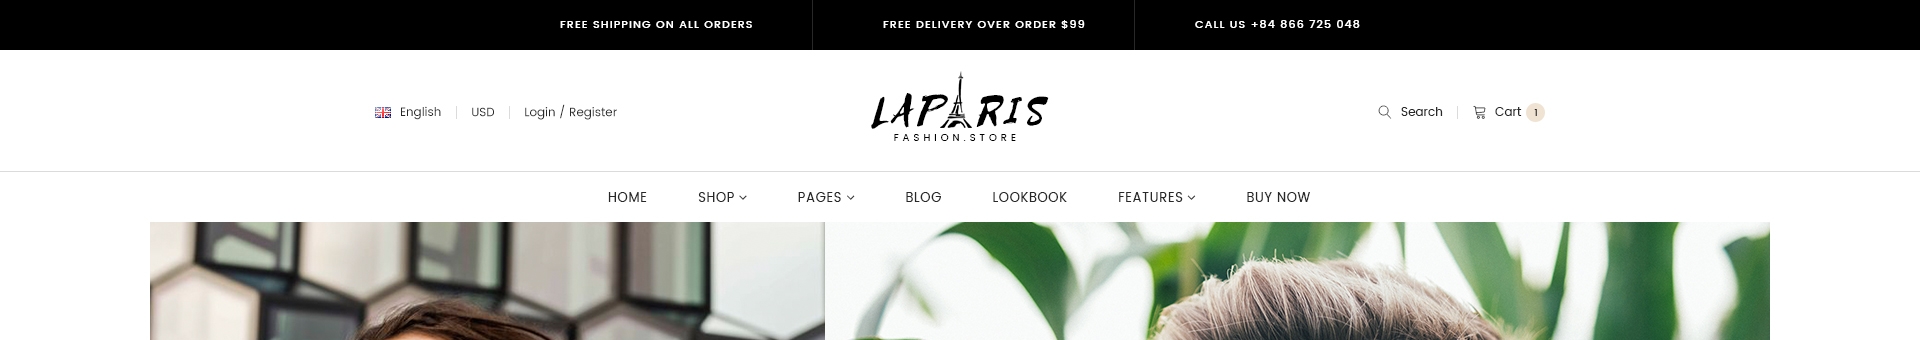 FREE SHIPPING ON ALL ORDERS
FREE DELIVERY OVER ORDER $99
CALL US +84 866 725 048
English
USD
Login / Register
LAPARIS
FASHION.STORE
Search
Cart 1
HOME
SHOP
PAGES
BLOG
LOOKBOOK
FEATURES
BUY NOW